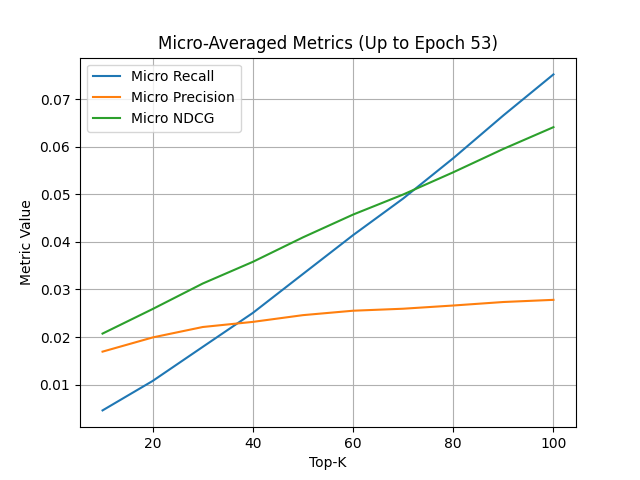 Micro-Averaged Metrics (Up to Epoch 53)
Micro Recall
Micro Precision
Micro NDCG
Metric Value
0.07
0.06
0.05
0.04
0.03
0.02
0.01
20 40 60 80 100
Top-K